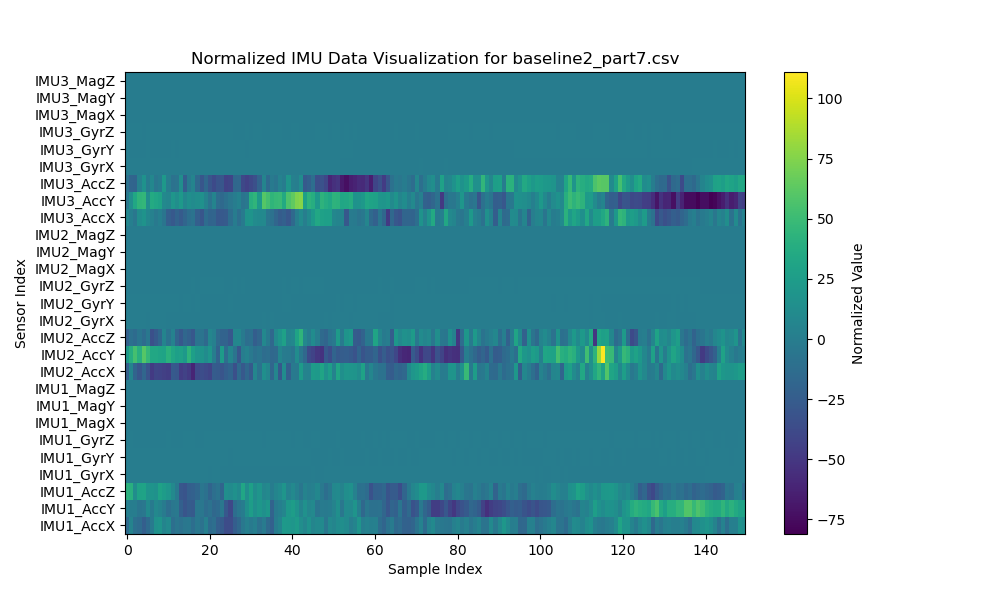 Normalized IMU Data Visualization for baseline2_part7.csv
IMU3_MagZ
IMU3_MagY
IMU3_MagX
IMU3_GyrZ
IMU3_GyrY
IMU3_GyrX
IMU3_AccZ
IMU3_AccY
IMU3_AccX
IMU2_MagZ
IMU2_MagY
IMU2_MagX
IMU2_GyrZ
IMU2_GyrY
IMU2_GyrX
IMU2_AccZ
IMU2_AccY
IMU2_AccX
IMU1_MagZ
IMU1_MagY
IMU1_MagX
IMU1_GyrZ
IMU1_GyrY
IMU1_GyrX
IMU1_AccZ
IMU1_AccY
IMU1_AccX
Sensor Index
0 20 40 60 80 100 120 140
Sample Index
100
75
50
25
0
−25
−50
−75
Normalized Value